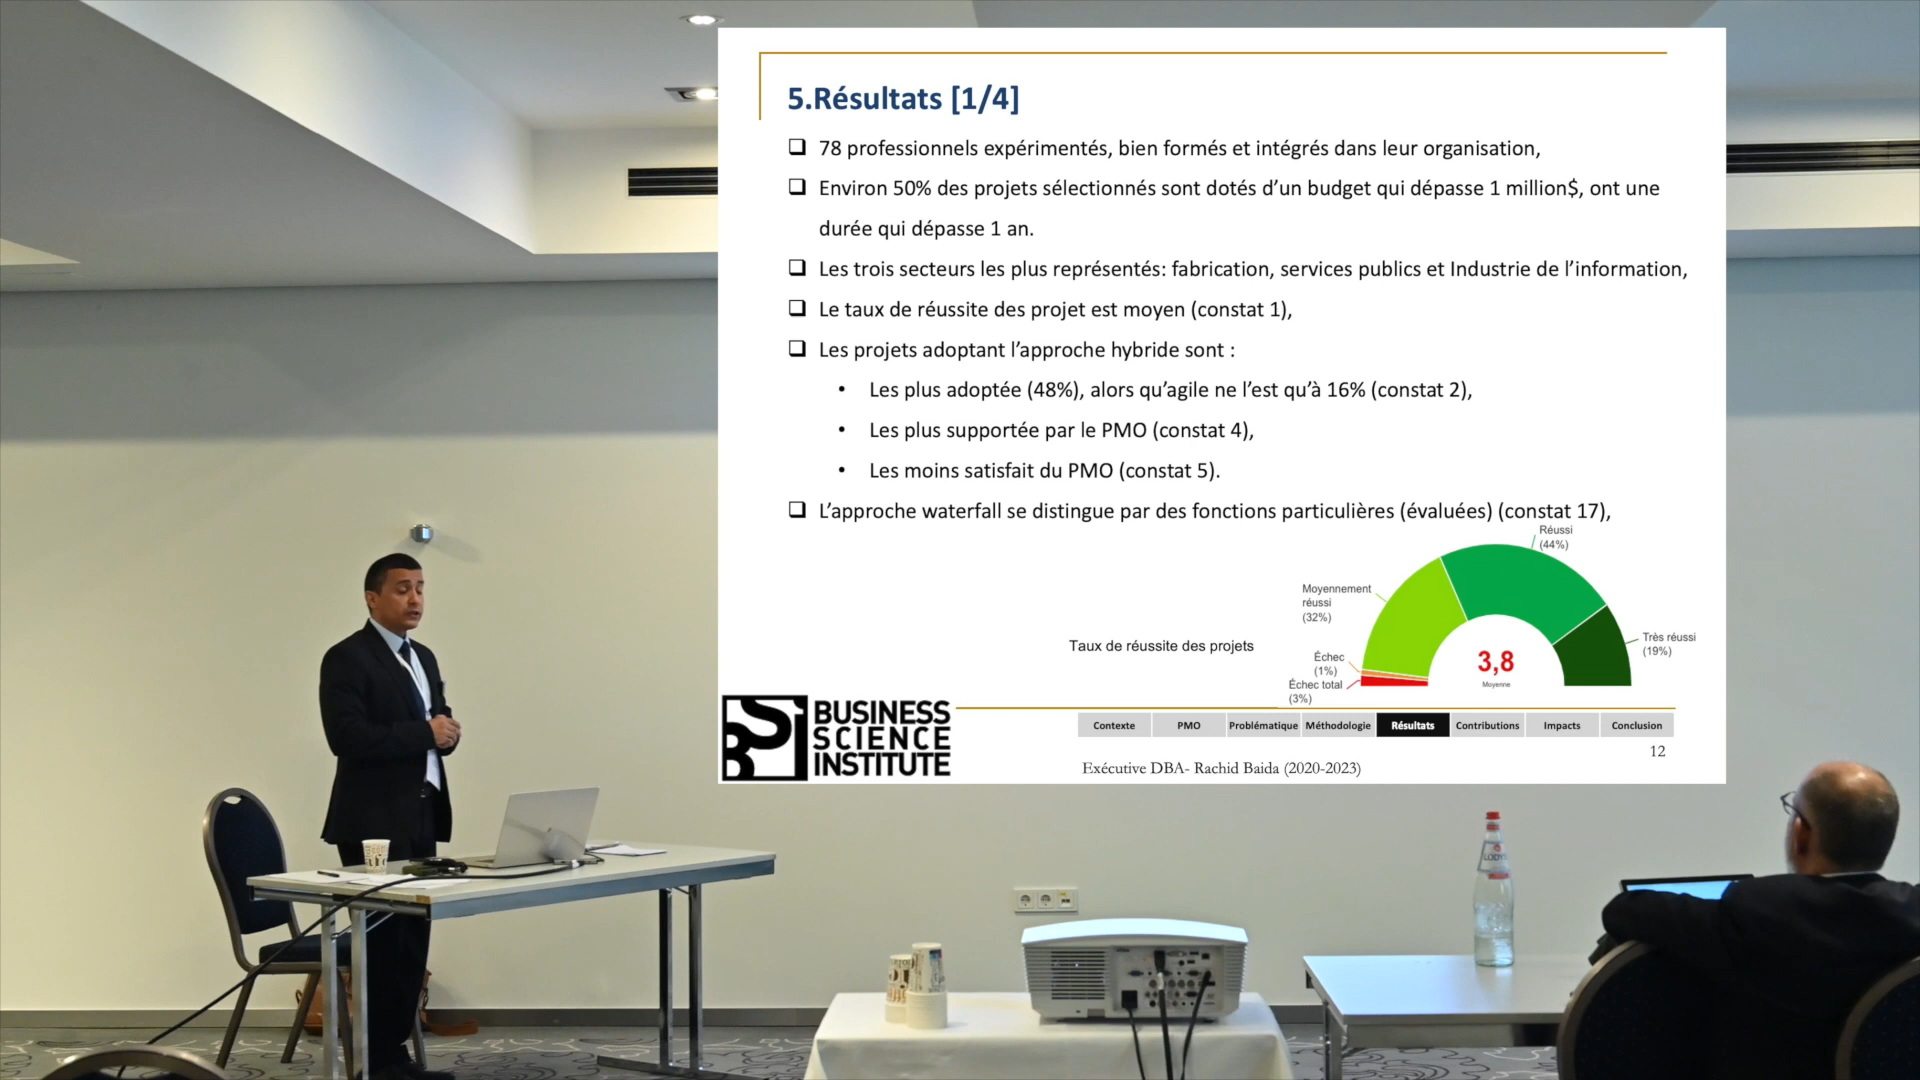 5.Résultats [1/4]
78 professionnels expérimentés, bien formés et intégrés dans leur organisation,
Environ 50% des projets sélectionnés sont dotés d’un budget qui dépasse 1 million$, ont une
durée qui dépasse 1 an.
Les trois secteurs les plus représentés: fabrication, services publics et Industrie de l’information,
Le taux de réussite des projet est moyen (constat 1),
Les projets adoptant l’approche hybride sont :
• Les plus adoptée (48%), alors qu’agile ne l’est qu’à 16% (constat 2),
• Les plus supportée par le PMO (constat 4),
• Les moins satisfait du PMO (constat 5).
L’approche waterfall se distingue par des fonctions particulières (évaluées) (constat 17),
Réussi
(44%)
Moyennement
réussi
(32%)
Très réussi
(19%)
Taux de réussite des projets
Échec
(1%)
Échec total
(3%)
3,8
Moyenne
BSI
BUSINESS
SCIENCE
INSTITUTE
Contexte PMO Problématique Méthodologie Résultats Contributions Impacts Conclusion
12
Exécutive DBA- Rachid Baida (2020-2023)